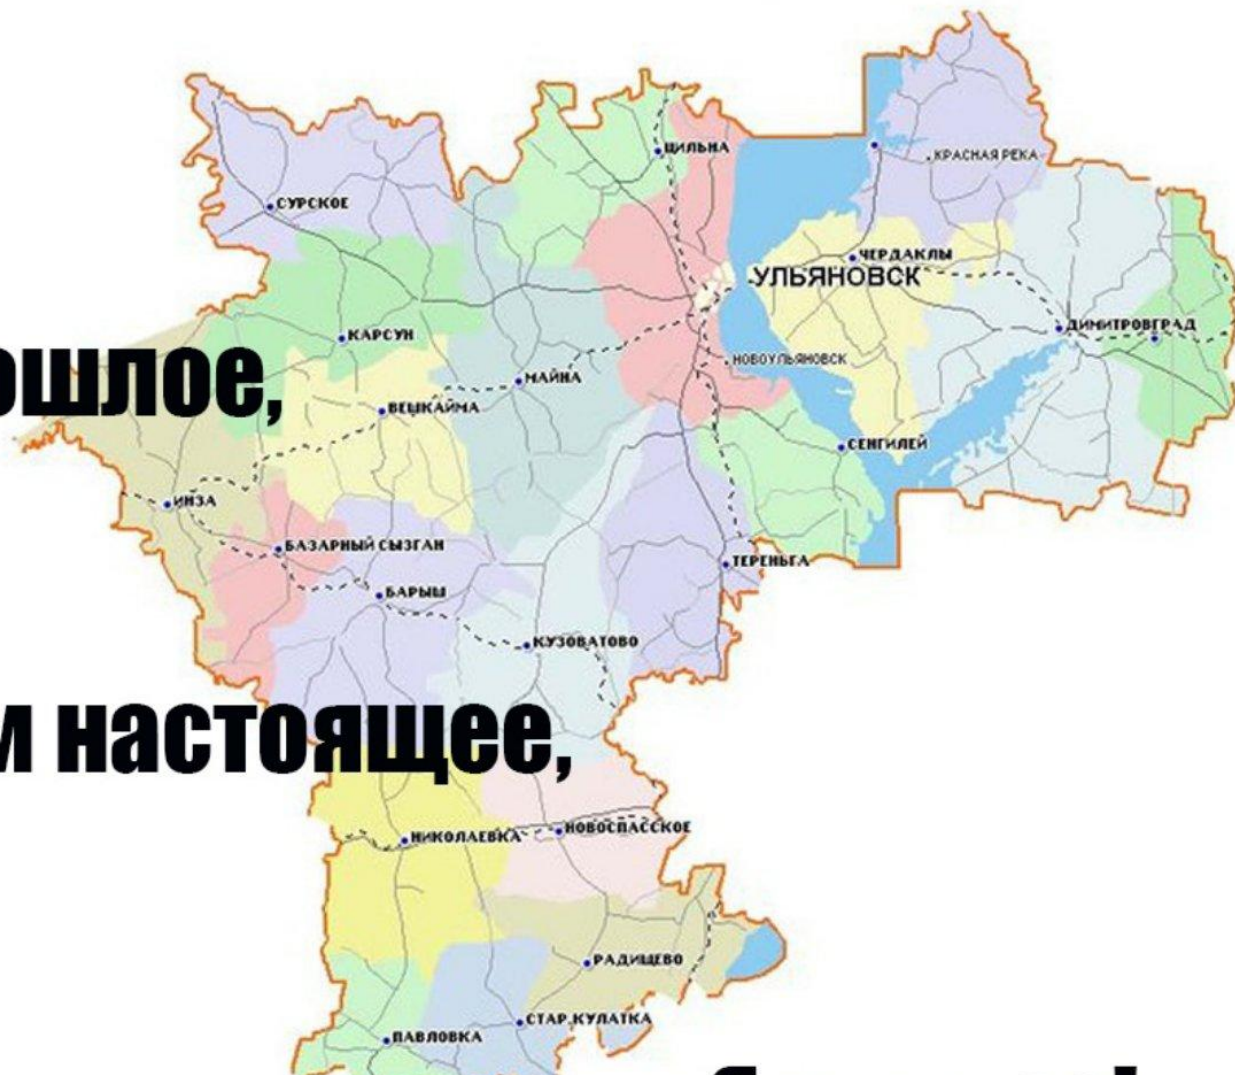 ЦИЛЬНА
КРАСНАЯ РЕКА
СУРСКОЕ
ЧЕРДАКЛЫ
УЛЬЯНОВСК
ДИМИТРОВГРАД
КАРСУН
НОВОУЛЬЯНОВСК
ошлое,
МАЙНА
ВЕШКАЙМА
СЕНГИЛЕЙ
ИНЗА
БАЗАРНЫЙ СЫЗГАН
ТЕРЕНЬГА
БАРЫШ
КУЗОВАТОВО
м настоящее,
НИКОЛАЕВКА
НОВОСПАССКОЕ
РАДИЩЕВО
СТАР.КУЛАТКА
ПАВЛОВКА